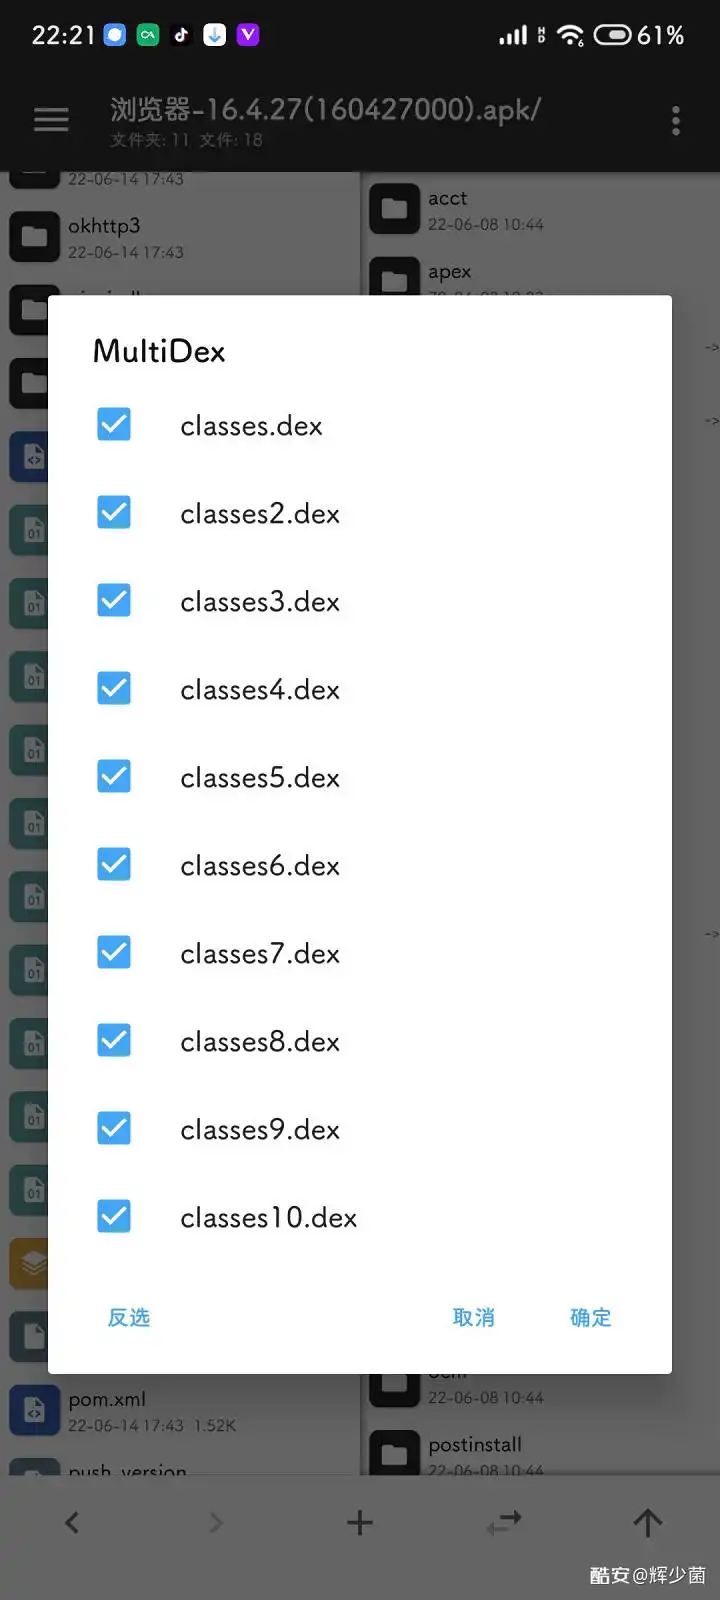 22:21
61%
浏览器-16.4.27(160427000).apk/
文件夹: 11 文件: 18
22-06-14 17:43
okhttp3
22-06-14 17:43
acct
22-06-08 10:44
apex
MultiDex
classes.dex
classes2.dex
classes3.dex
classes4.dex
classes5.dex
classes6.dex
classes7.dex
classes8.dex
classes9.dex
classes10.dex
反选
取消
确定
pom.xml
22-06-14 17:43 1.52K
push_version
22-06-08 10:44
postinstall
22-06-08 10:44
酷安@辉少菌